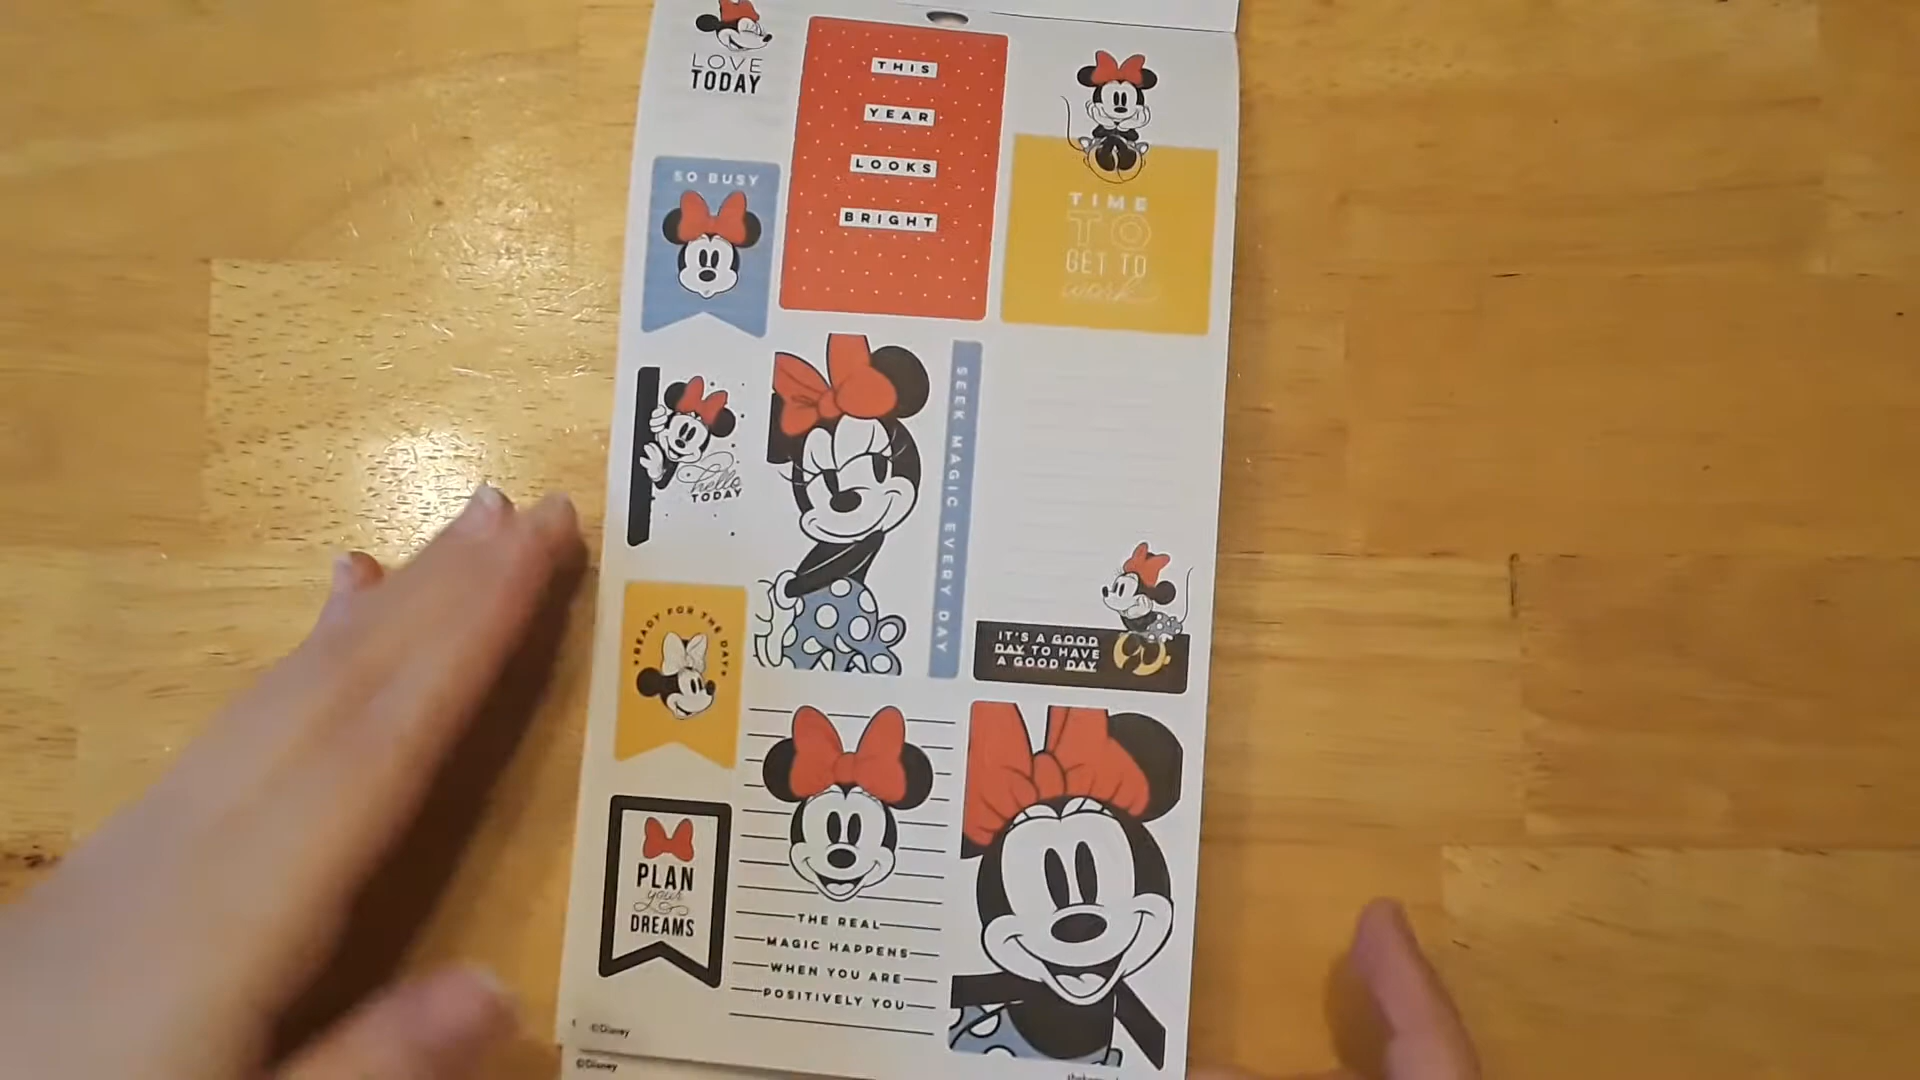 LOVE
TODAY
THIS
YEAR
LOOKS
BRIGHT
TIME
TO
GET TO
work
SO BUSY
hello
TODAY
SEEK MAGIC EVERY DAY
IT'S A GOOD
DAY TO HAVE
A GOOD DAY
READY FOR THE DAY
PLAN
your
DREAMS
THE REAL
MAGIC HAPPENS
WHEN YOU ARE
POSITIVELY YOU
©Disney
©Disney